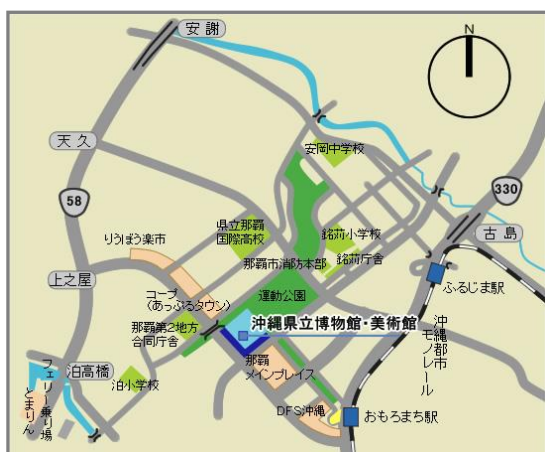 安謝
N
天久
安岡中学校
58
330
県立那覇
国際高校
銘苅小学校
古島
りうぼう楽市
那覇市消防本部
銘苅庁舎
上之屋
ふるじま駅
コープ
(あっぷるタウン)
運動公園
那覇第2地方
合同庁舎
沖縄県立博物館・美術館
沖縄都市
モノレール
泊高橋
泊小学校
那覇
メインプレイス
フェリー乗り場
とまりん
DFS沖縄
おもろまち駅